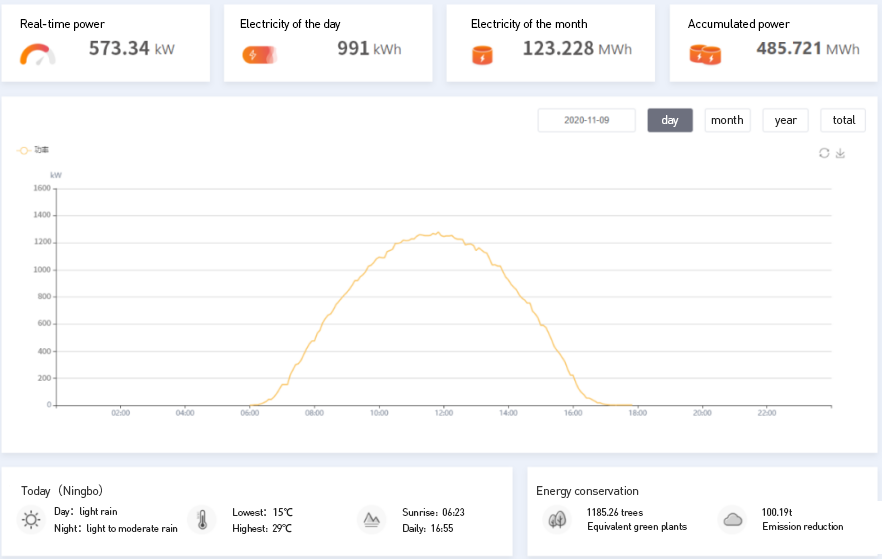 Real-time power
573.34 kW
Electricity of the day
991 kWh
Electricity of the month
123.228 MWh
Accumulated power
485.721 MWh
2020-11-09
day
month
year
total
功率
kW
1600
1400
1200
1000
800
600
400
200
0
02:00
04:00
06:00
08:00
10:00
12:00
14:00
16:00
18:00
20:00
22:00
Today（Ningbo）
Day：light rain
Night：light to moderate rain
Lowest：15℃
Highest：29℃
Sunrise: 06:23
Daily: 16:55
Energy conservation
1185.26 trees
Equivalent green plants
100.19t
Emission reduction